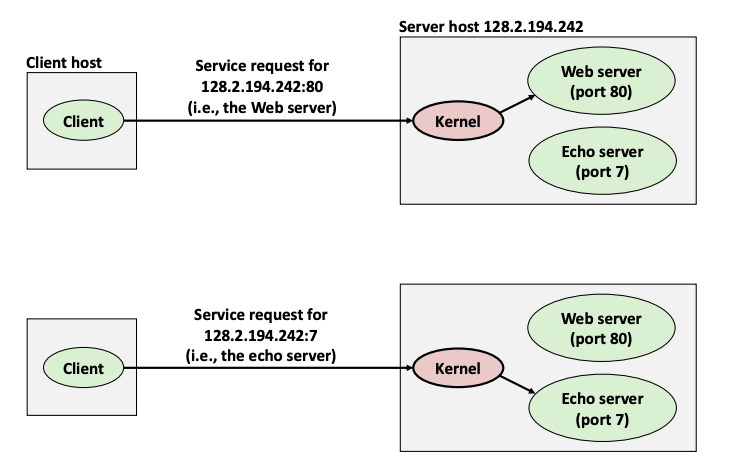 Server host 128.2.194.242
Client host
Service request for
128.2.194.242:80
(i.e., the Web server)
Client
Kernel
Web server
(port 80)
Echo server
(port 7)
Service request for
128.2.194.242:7
(i.e., the echo server)
Client
Kernel
Web server
(port 80)
Echo server
(port 7)